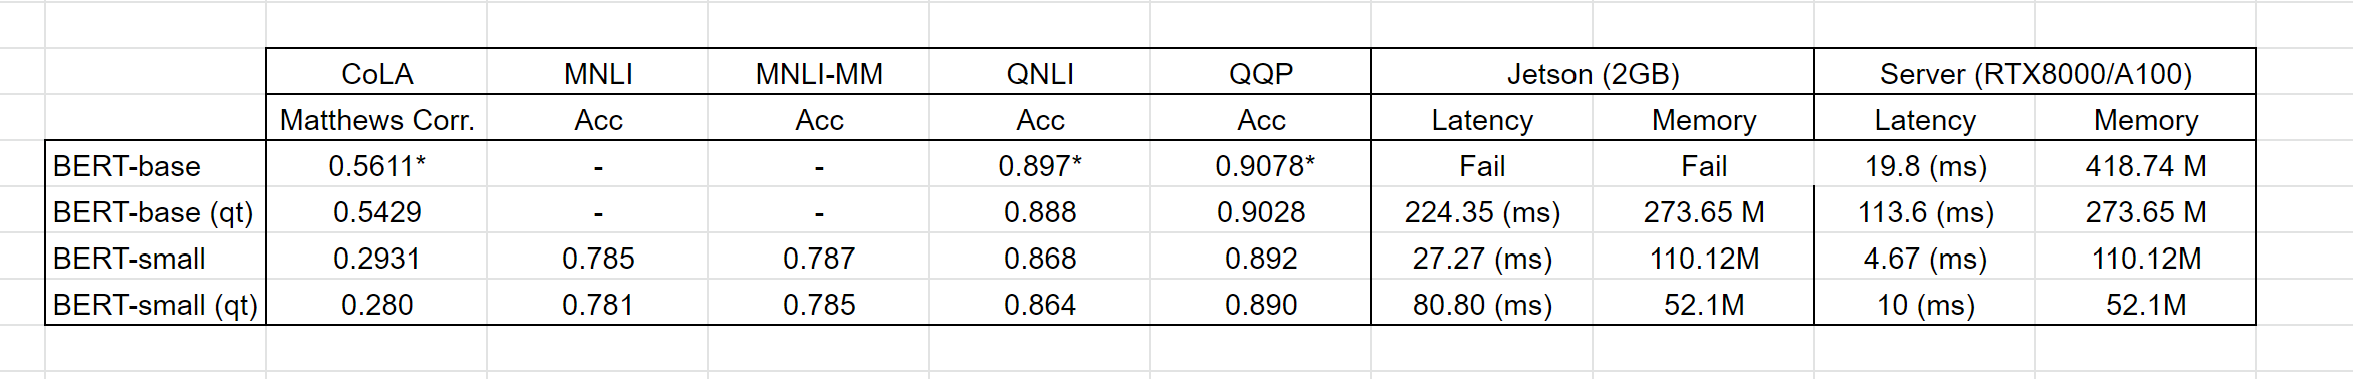 CoLA MNLI MNLI-MM QNLI QQP Jetson (2GB) Server (RTX8000/A100)
Matthews Corr. Acc Acc Acc Acc Latency Memory Latency Memory
BERT-base 0.5611* - - 0.897* 0.9078* Fail Fail 19.8 (ms) 418.74 M
BERT-base (qt) 0.5429 - - 0.888 0.9028 224.35 (ms) 273.65 M 113.6 (ms) 273.65 M
BERT-small 0.2931 0.785 0.787 0.868 0.892 27.27 (ms) 110.12M 4.67 (ms) 110.12M
BERT-small (qt) 0.280 0.781 0.785 0.864 0.890 80.80 (ms) 52.1M 10 (ms) 52.1M